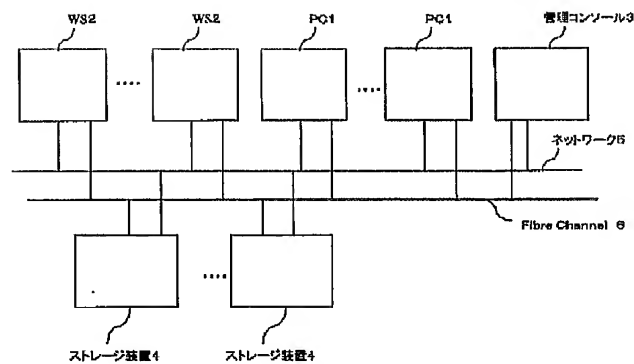 WS2 WS2 PC1 PC1 管理コンソール3
ネットワーク5
Fibre Channel 6
ストレージ装置4 ストレージ装置4